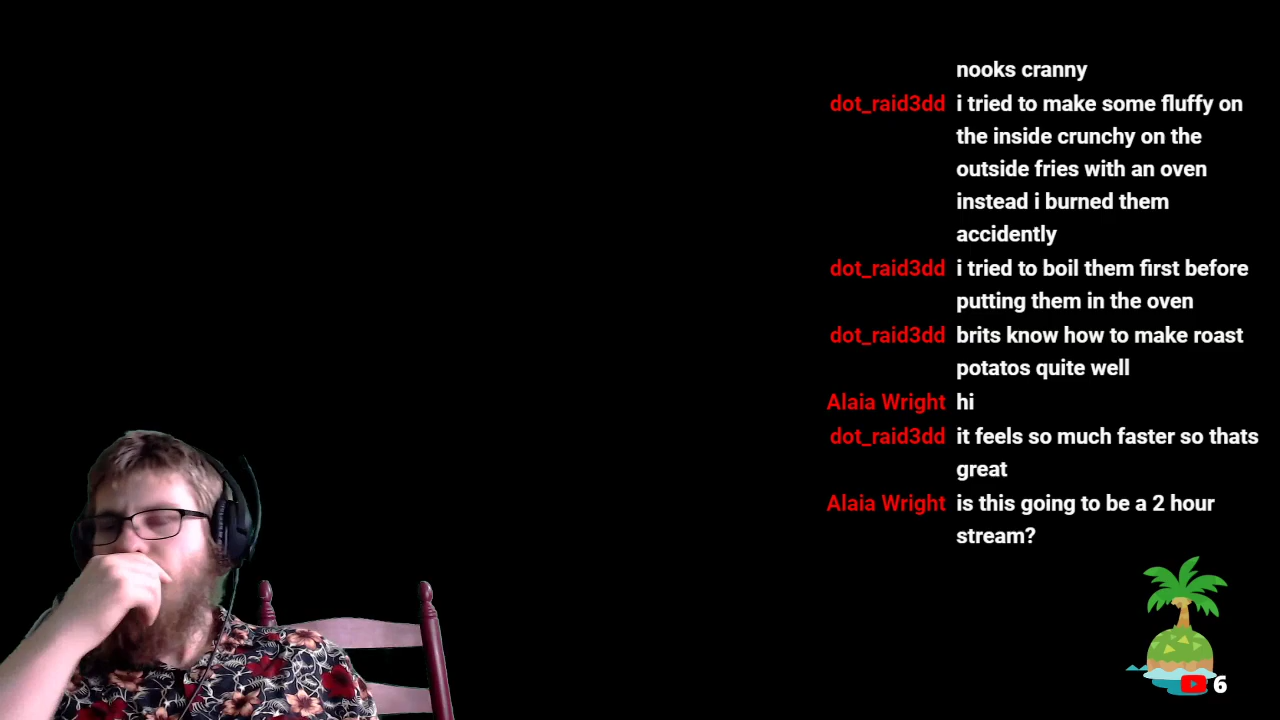 nooks cranny
dot_raid3dd i tried to make some fluffy on
the inside crunchy on the
outside fries with an oven
instead i burned them
accidently
dot_raid3dd i tried to boil them first before
putting them in the oven
dot_raid3dd brits know how to make roast
potatos quite well
Alaia Wright hi
dot_raid3dd it feels so much faster so thats
great
Alaia Wright is this going to be a 2 hour
stream?
6